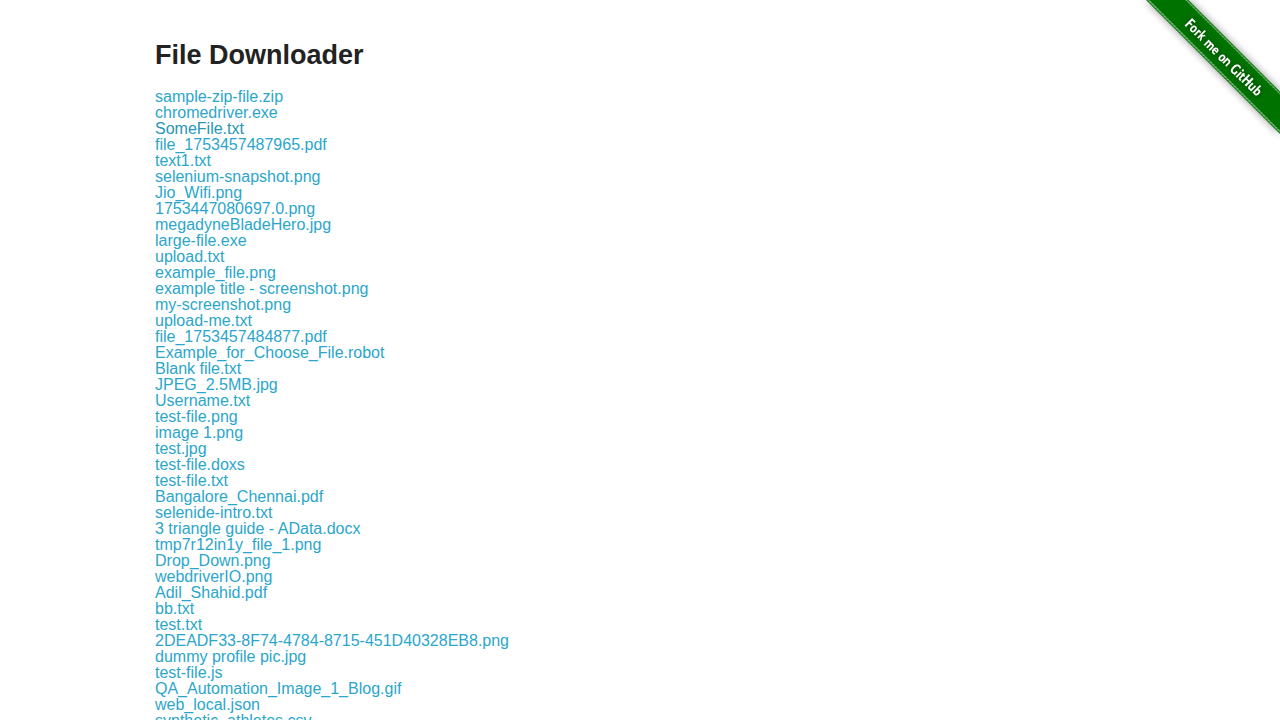 File Downloader
Fork me on GitHub
sample-zip-file.zip
chromedriver.exe
SomeFile.txt
file_1753457487965.pdf
text1.txt
selenium-snapshot.png
Jio_Wifi.png
1753447080697.0.png
megadyneBladeHero.jpg
large-file.exe
upload.txt
example_file.png
example title - screenshot.png
my-screenshot.png
upload-me.txt
file_1753457484877.pdf
Example_for_Choose_File.robot
Blank file.txt
JPEG_2.5MB.jpg
Username.txt
test-file.png
image 1.png
test.jpg
test-file.doxs
test-file.txt
Bangalore_Chennai.pdf
selenide-intro.txt
3 triangle guide - AData.docx
tmp7r12in1y_file_1.png
Drop_Down.png
webdriverIO.png
Adil_Shahid.pdf
bb.txt
test.txt
2DEADF33-8F74-4784-8715-451D40328EB8.png
dummy profile pic.jpg
test-file.js
QA_Automation_Image_1_Blog.gif
web_local.json
synthetic_athletes.csv